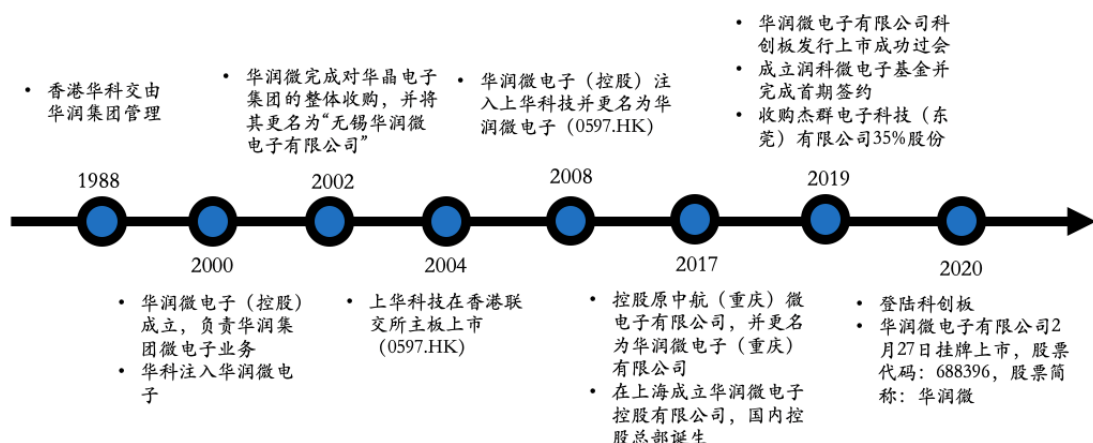 • 香港华科交由
华润集团管理
1988
2000
• 华润微电子（控股）
成立，负责华润集
团微电子业务
• 华科注入华润微电
子
• 华润微完成对华晶电子
集团的整体收购，并将
其更名为“无锡华润微
电子有限公司”
2002
2004
• 上华科技在香港联
交所主板上市
（0597.HK）
• 华润微电子（控股）注
入上华科技并更名为华
润微电子（0597.HK）
2008
2017
• 控股原中航（重庆）微
电子有限公司，并更名
为华润微电子（重庆）
有限公司
• 在上海成立华润微电子
控股有限公司，国内控
股总部诞生
• 华润微电子有限公司科
创板发行上市成功过会
• 成立润科微电子基金并
完成首期签约
• 收购杰群电子科技（东
莞）有限公司35%股份
2019
2020
• 登陆科创板
• 华润微电子有限公司2
月27日挂牌上市，股票
代码：688396，股票简
称：华润微